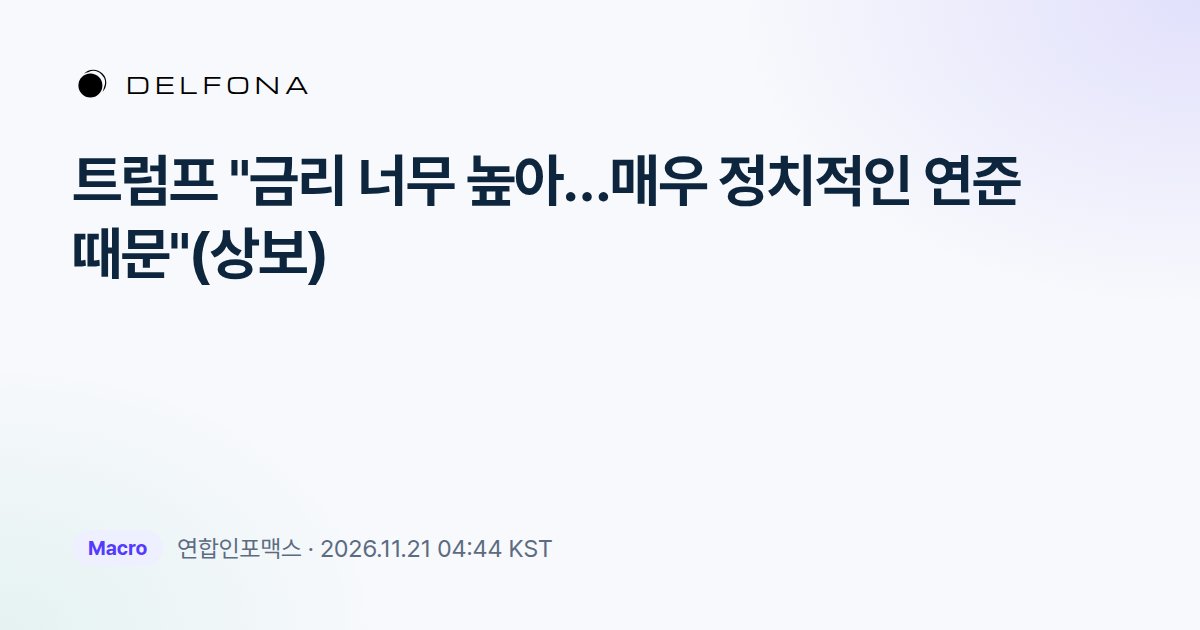 DELFONA
트럼프 "금리 너무 높아…매우 정치적인 연준
때문"(상보)
Macro 연합인포맥스 · 2026.11.21 04:44 KST